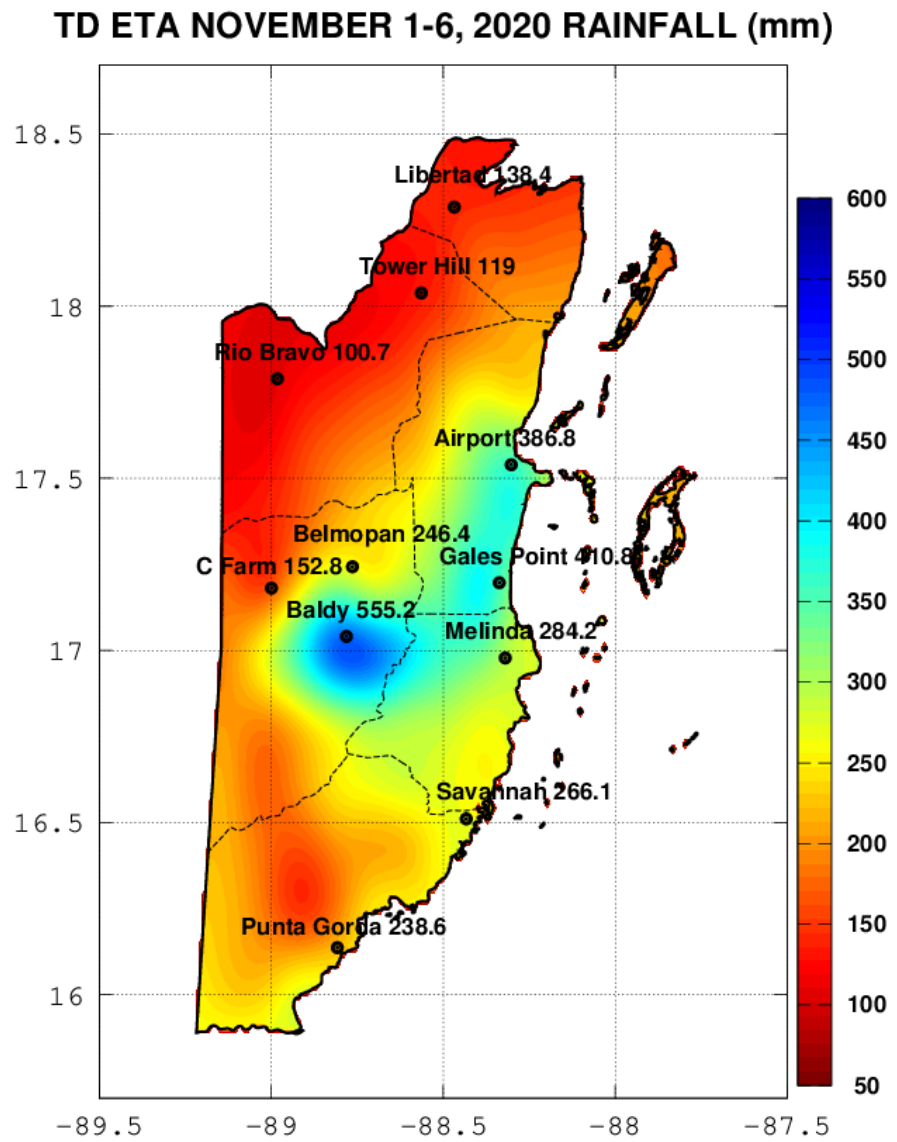 TD ETA NOVEMBER 1-6, 2020 RAINFALL (mm)
18.5
Libertad 138.4
600
Tower Hill 119
550
18
Rio Bravo 100.7
500
Airport 386.8
450
17.5
Belmopan 246.4
400
Gales Point 410.8
C Farm 152.8
Baldy 555.2
350
Melinda 284.2
17
300
250
Savannah 266.1
16.5
200
Punta Gorda 238.6
150
16
100
50
-89.5
-89
-88.5
-88
-87.5